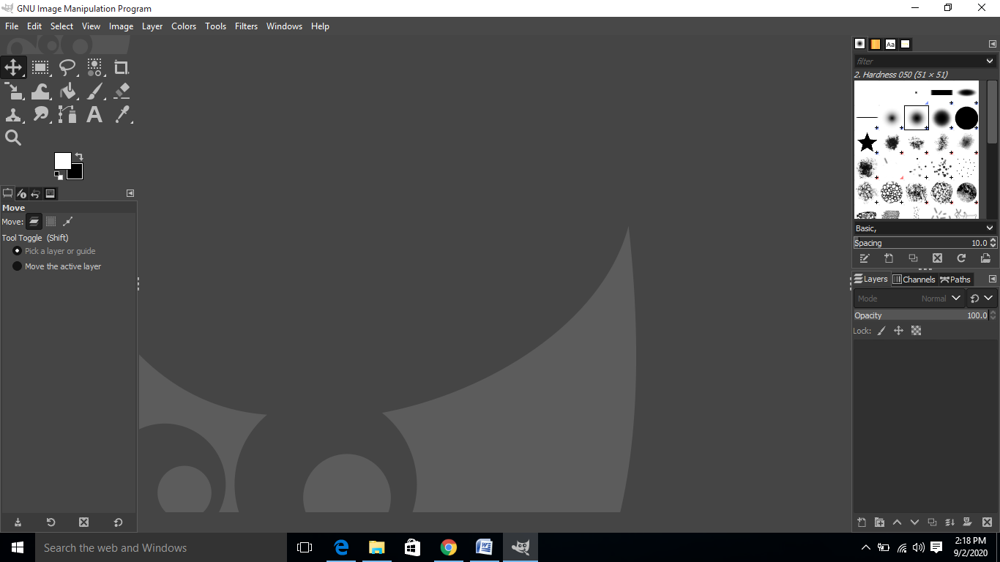 GNU Image Manipulation Program
File Edit Select View Image Layer Colors Tools Filters Windows Help
Aa
filter
2. Hardness 050 (51 × 51)
Move
Move:
Tool Toggle (Shift)
Pick a layer or guide
Move the active layer
Basic,
Spacing 10.0
Layers Channels Paths
Mode Normal
Opacity 100.0
Lock:
Search the web and Windows
2:18 PM
9/2/2020